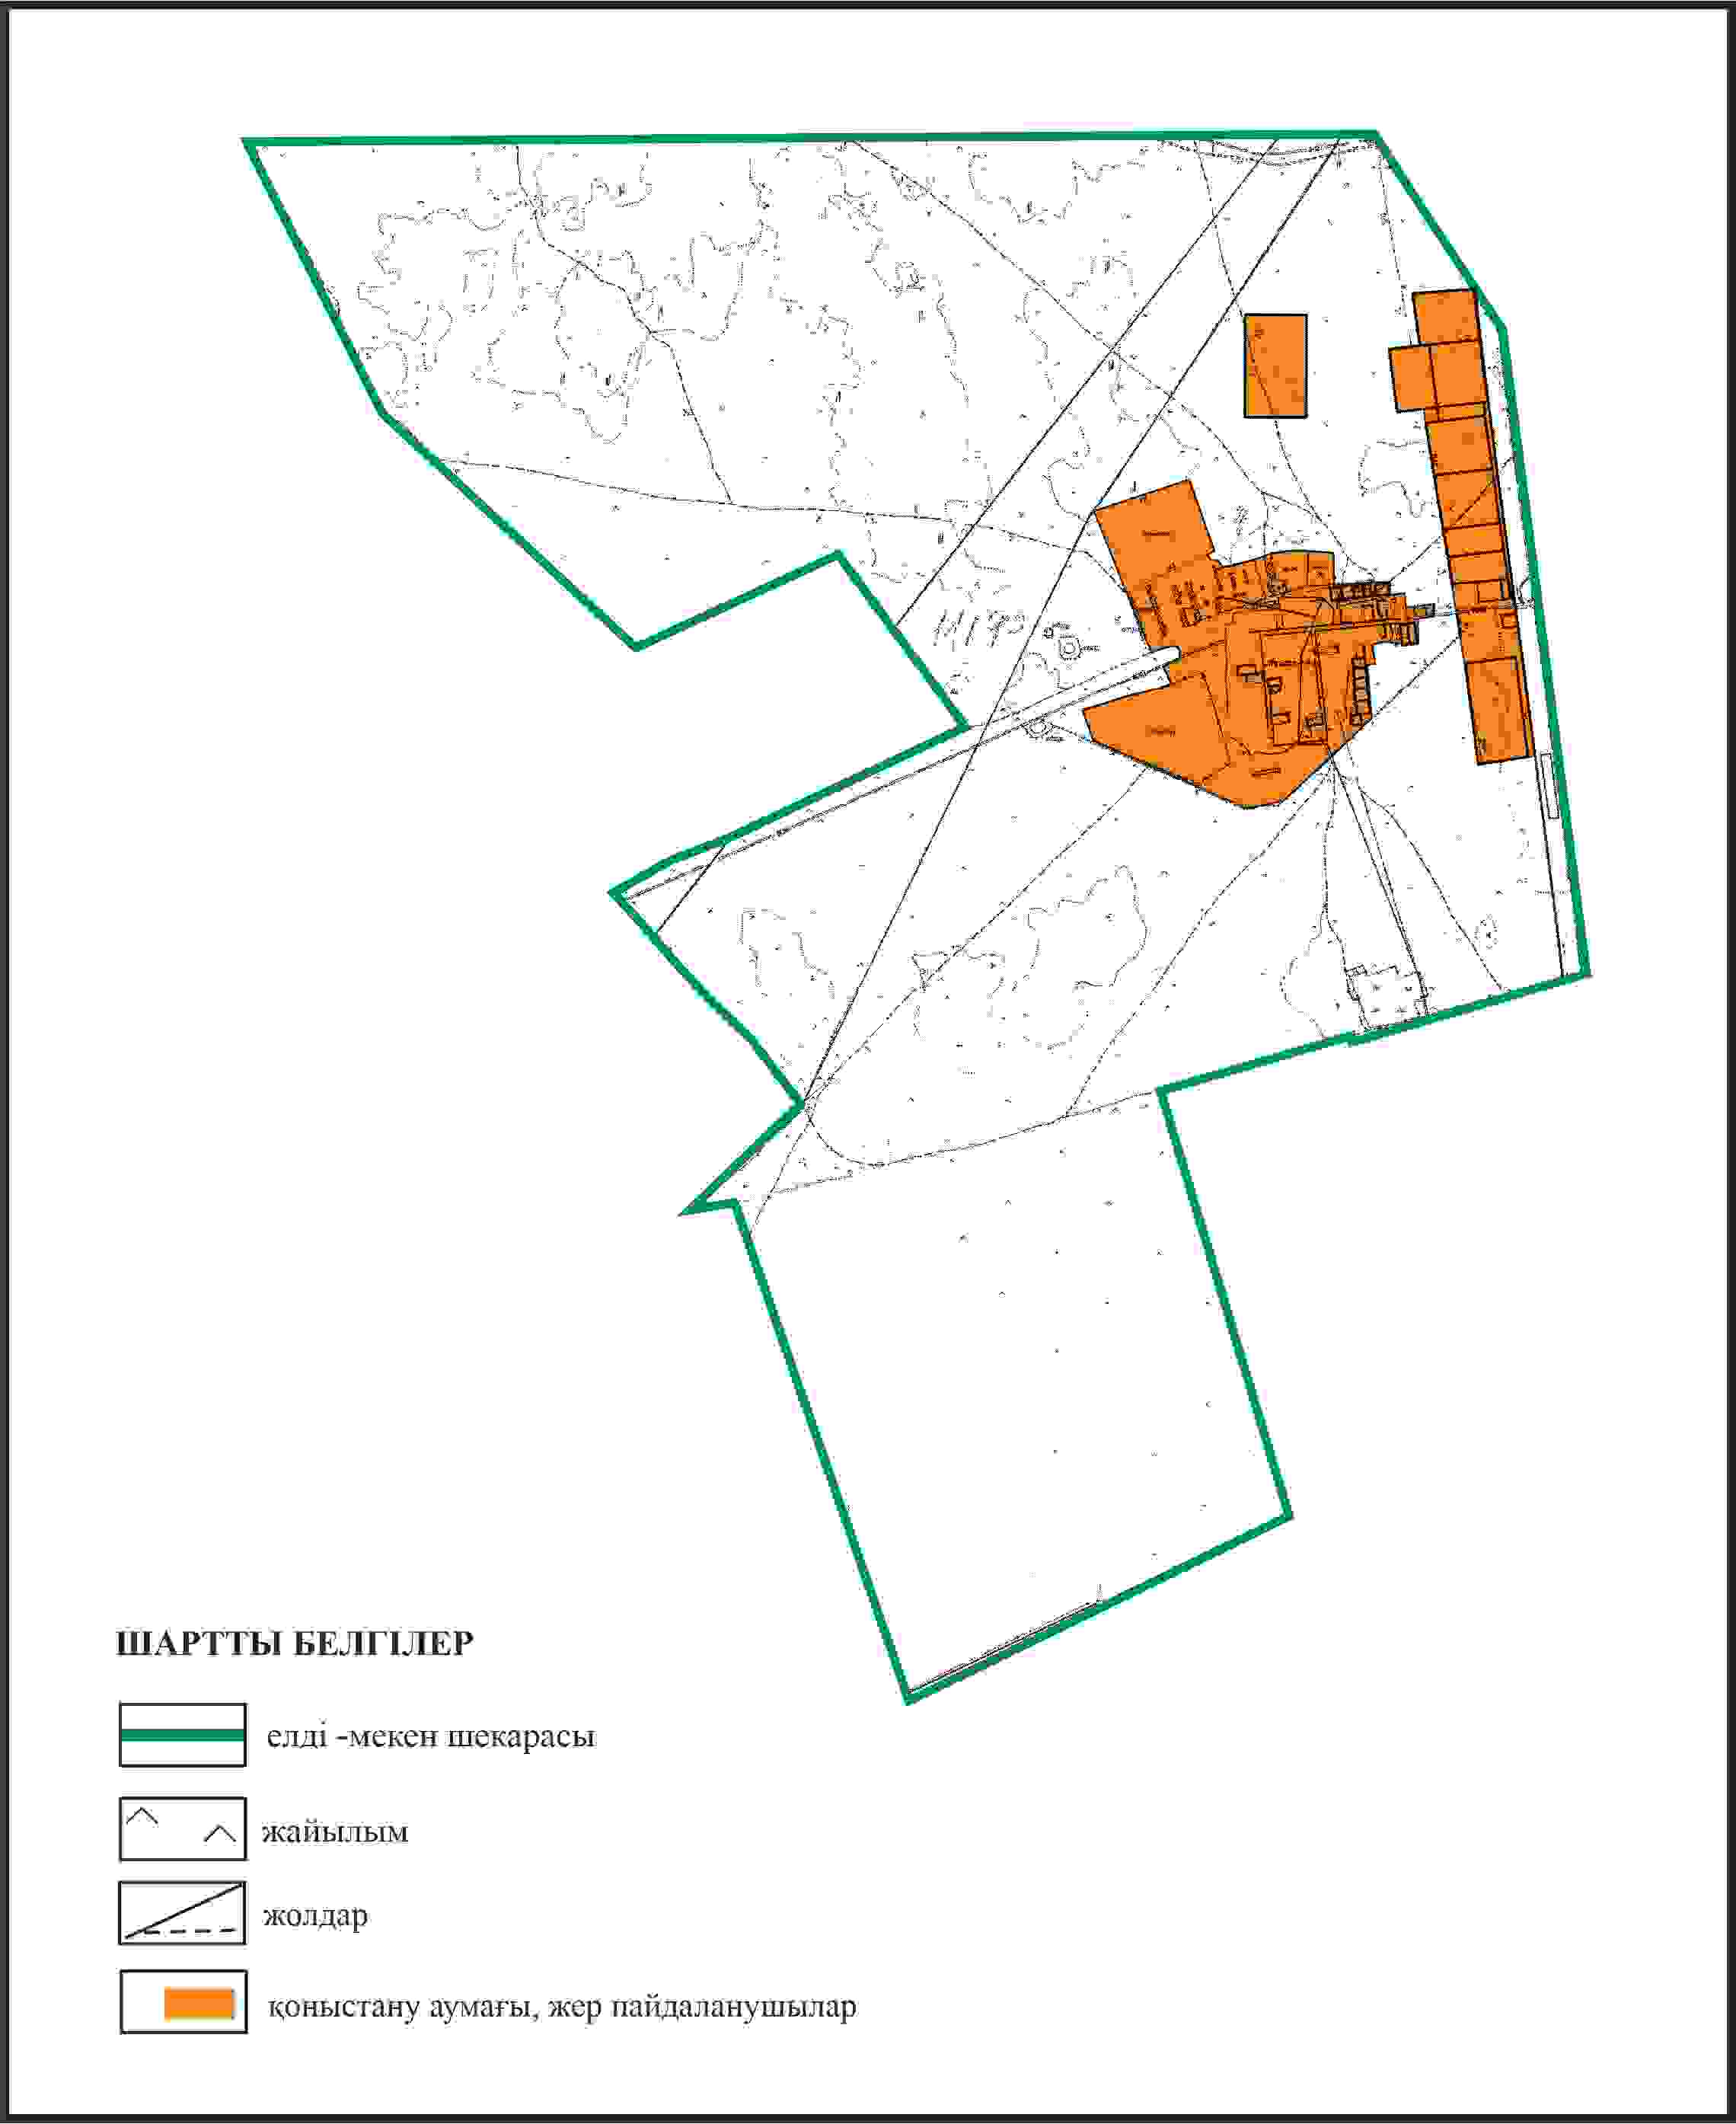 ШАРТТЫ БЕЛГІЛЕР
елді -мекен шекарасы
жайылым
жолдар
қоныстану аумағы, жер пайдаланушылар